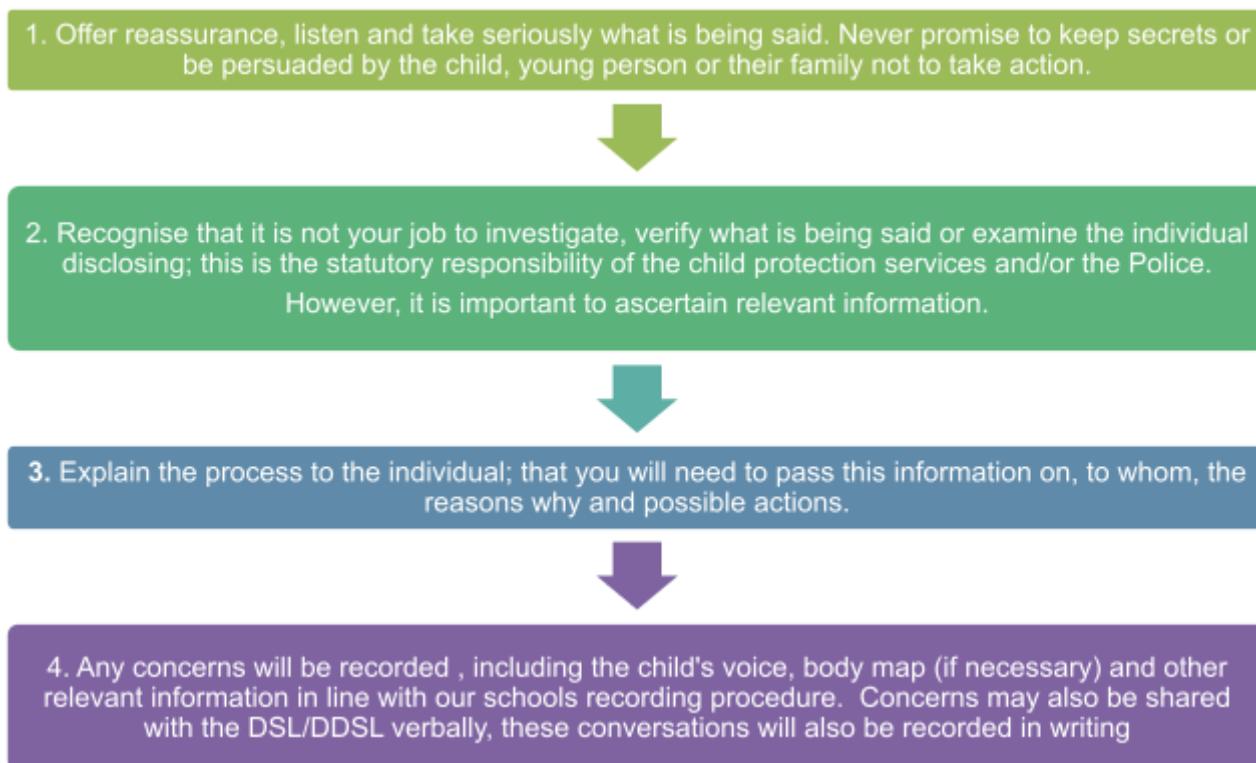 1. Offer reassurance, listen and take seriously what is being said. Never promise to keep secrets or
be persuaded by the child, young person or their family not to take action.
2. Recognise that it is not your job to investigate, verify what is being said or examine the individual
disclosing; this is the statutory responsibility of the child protection services and/or the Police.
However, it is important to ascertain relevant information.
3. Explain the process to the individual; that you will need to pass this information on, to whom, the
reasons why and possible actions.
4. Any concerns will be recorded , including the child's voice, body map (if necessary) and other
relevant information in line with our schools recording procedure.  Concerns may also be shared
with the DSL/DDSL verbally, these conversations will also be recorded in writing